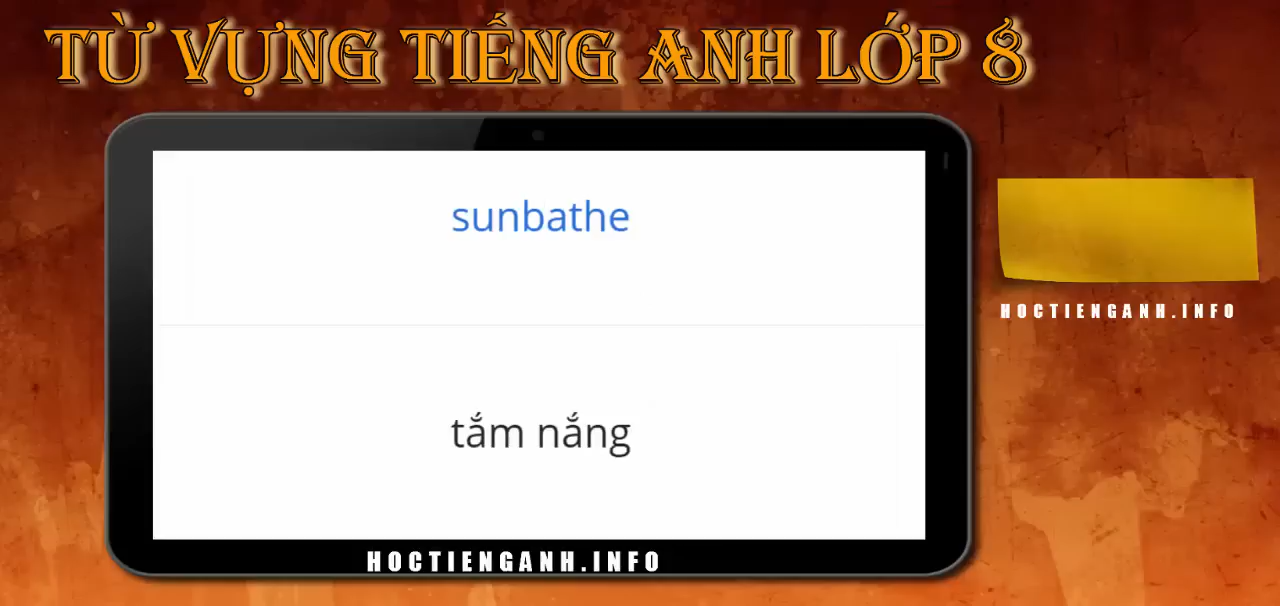 TỪ VỰNG TIẾNG ANH LỚP 8
sunbathe
tắm nắng
HOCTIENGANH.INFO
HOCTIENGANH.INFO